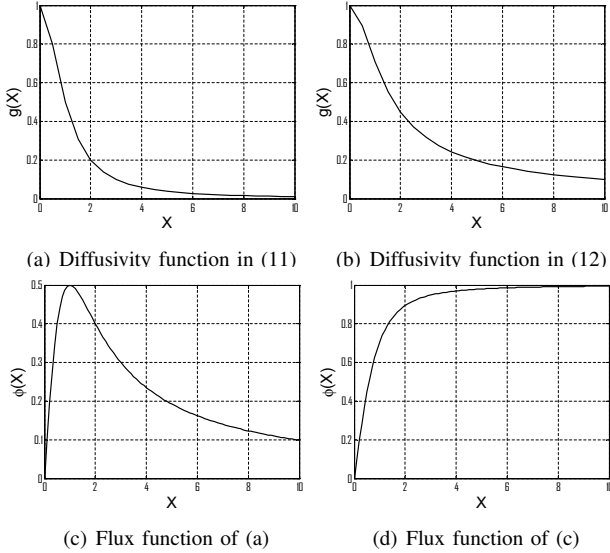 1
0.8
0.6
0.4
0.2
0
0 2 4 6 8 10
g(X)
X
(a) Diffusivity function in (11)
1
0.8
0.6
0.4
0.2
0
0 2 4 6 8 10
g(X)
X
(b) Diffusivity function in (12)
0.5
0.4
0.3
0.2
0.1
0
0 2 4 6 8 10
ϕ(X)
X
(c) Flux function of (a)
1
0.8
0.6
0.4
0.2
0
0 2 4 6 8 10
ϕ(X)
X
(d) Flux function of (c)